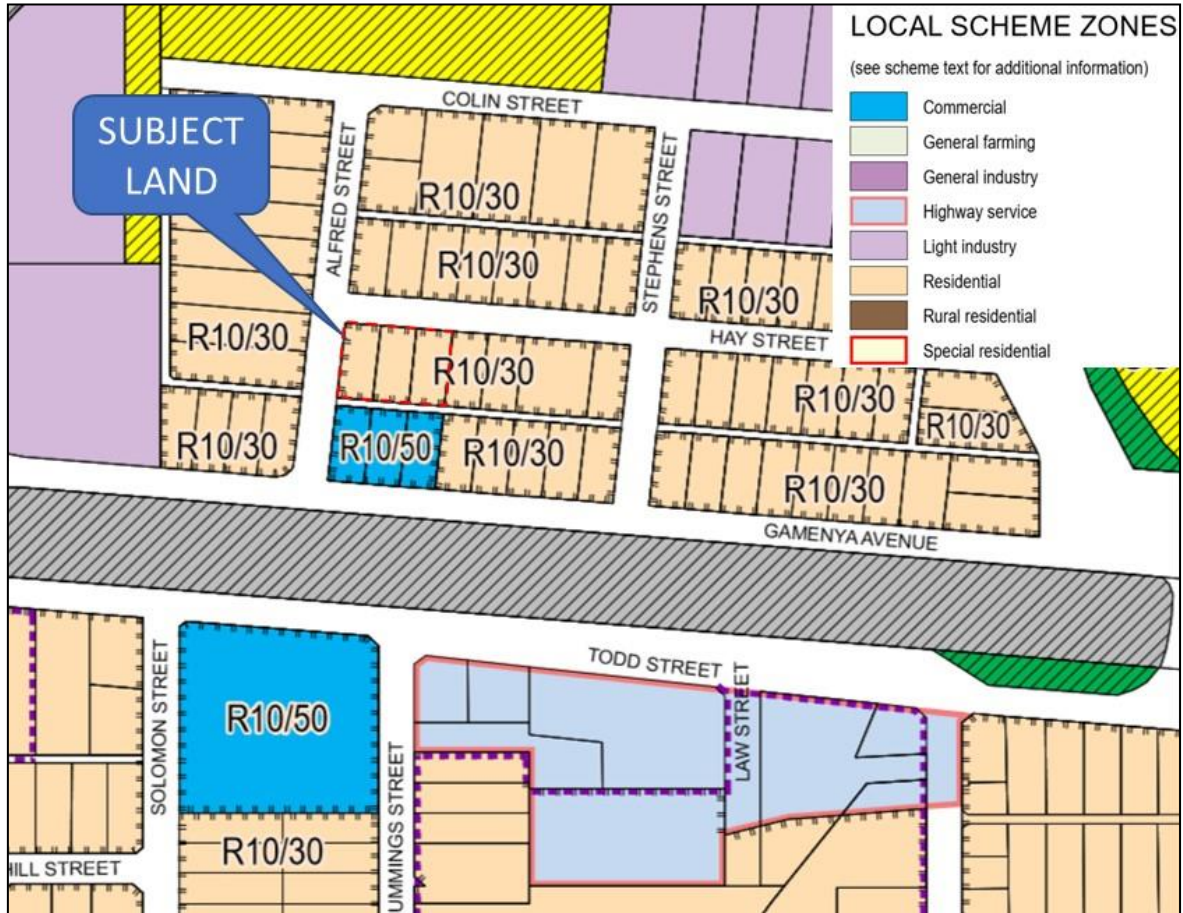 LOCAL SCHEME ZONES
(see scheme text for additional information)
Commercial
General farming
General industry
Highway service
Light industry
Residential
Rural residential
Special residential
SUBJECT
LAND
COLIN STREET
ALFRED STREET
STEPHENS STREET
R10/30
R10/30
R10/30
HAY STREET
R10/30
R10/30
R10/30
R10/30
R10/30
R10/50
R10/30
R10/30
GAMENYA AVENUE
TODD STREET
LAW STREET
SOLOMON STREET
R10/50
UMMINGS STREET
R10/30
HILL STREET